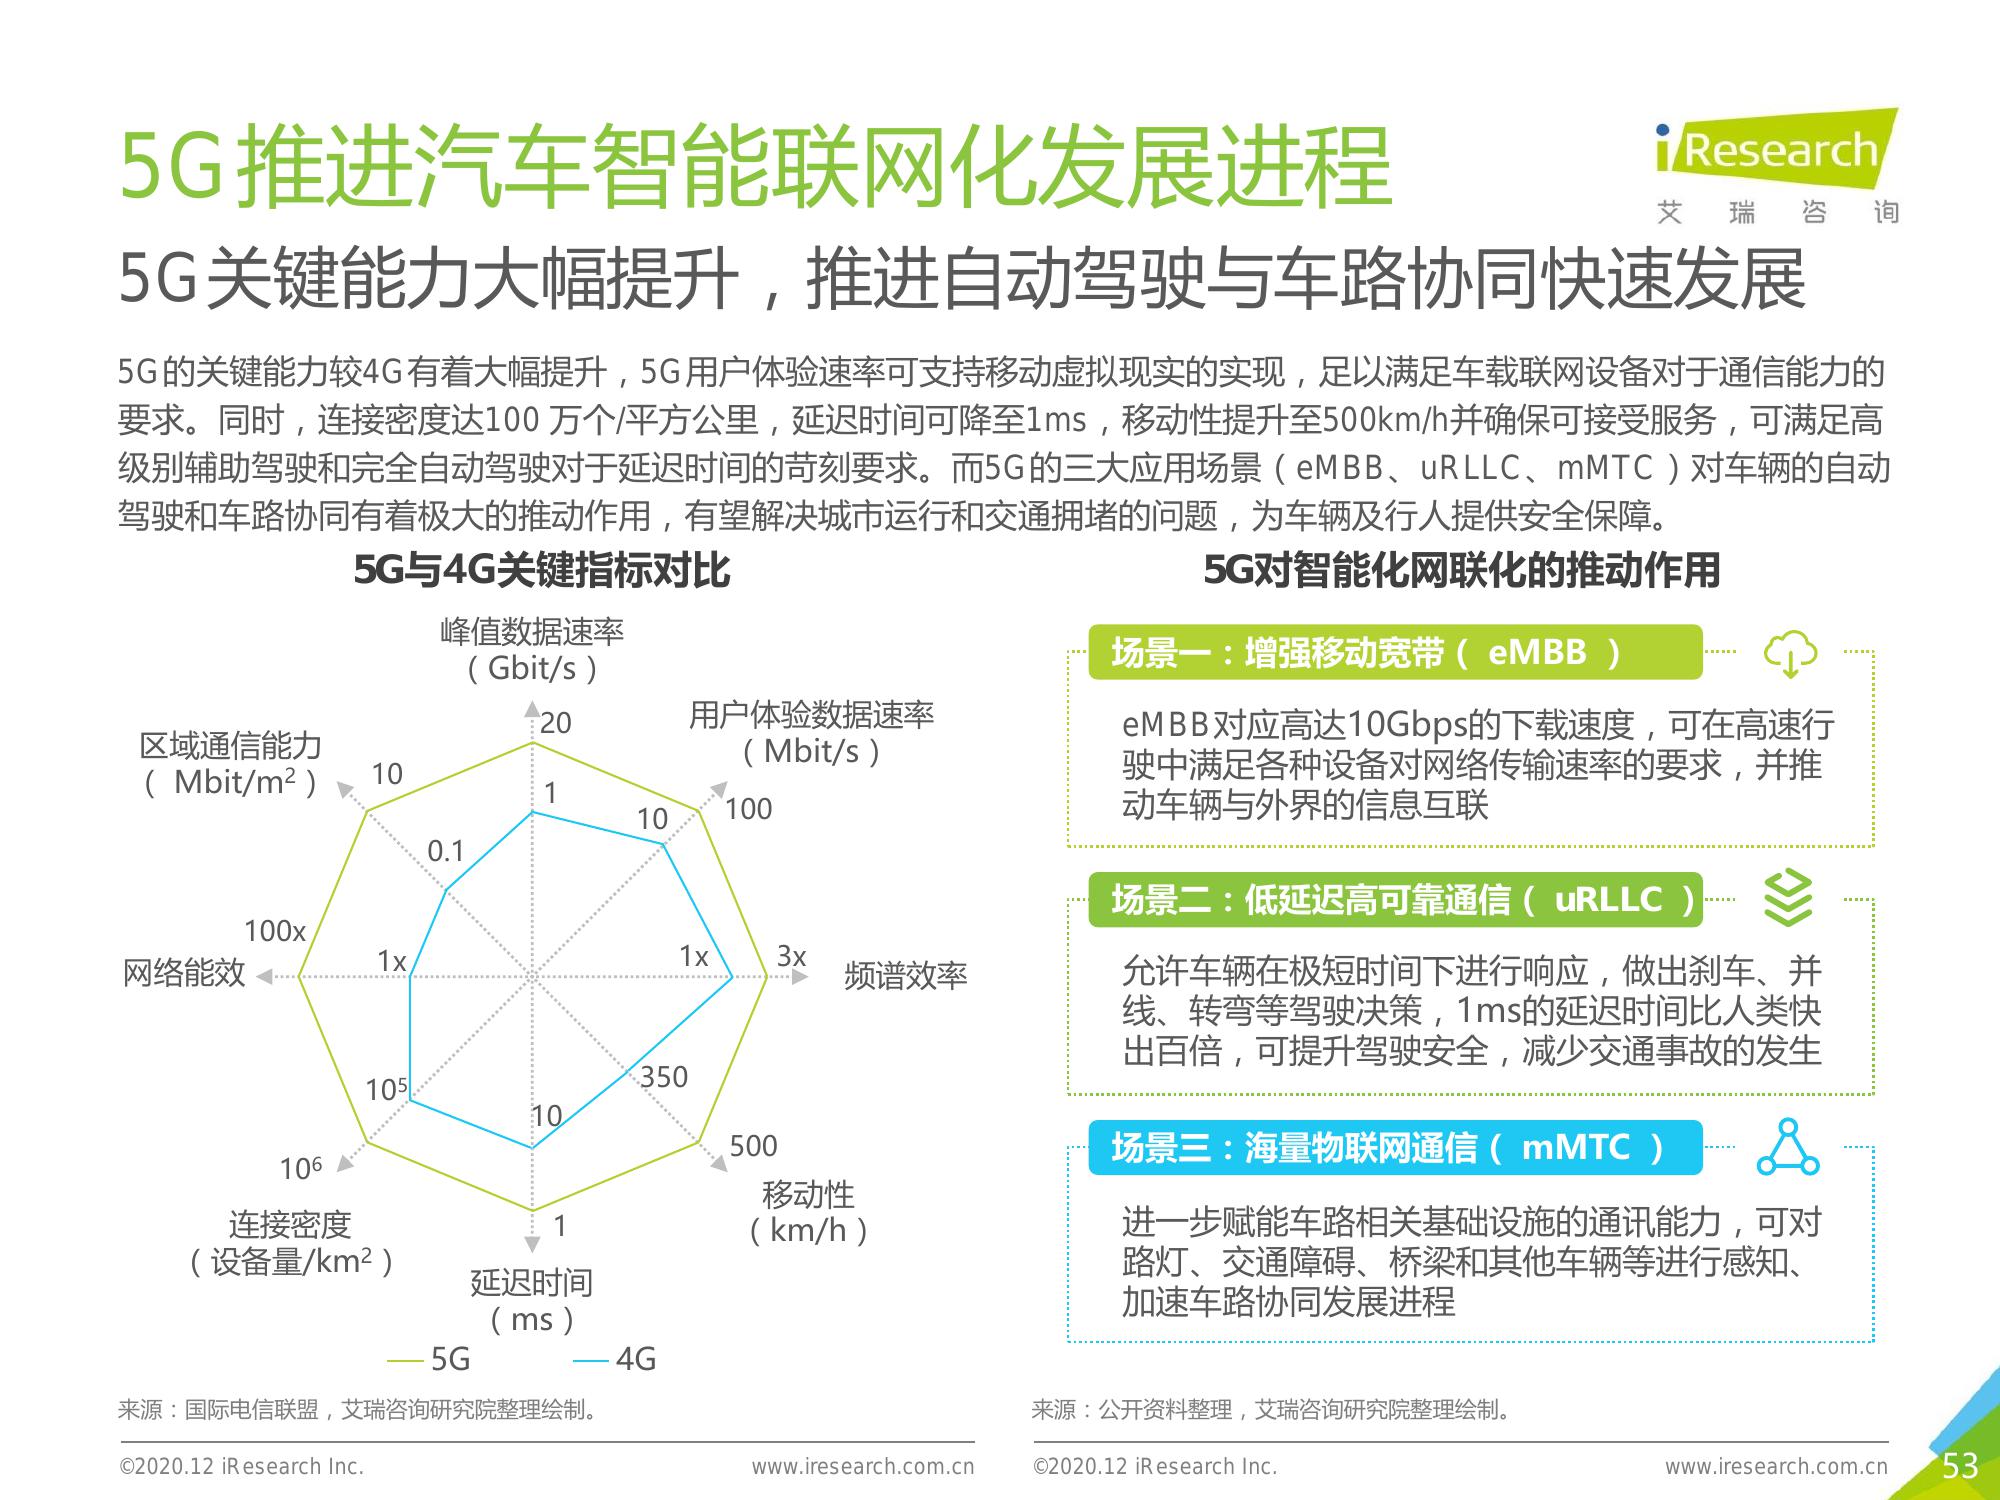 5G推进汽车智能联网化发展进程
iResearch
艾瑞咨询
5G关键能力大幅提升，推进自动驾驶与车路协同快速发展
5G的关键能力较4G有着大幅提升，5G用户体验速率可支持移动虚拟现实的实现，足以满足车载联网设备对于通信能力的
要求。同时，连接密度达100 万个/平方公里，延迟时间可降至1ms，移动性提升至500km/h并确保可接受服务，可满足高
级别辅助驾驶和完全自动驾驶对于延迟时间的苛刻要求。而5G的三大应用场景（eMBB、uRLLC、mMTC）对车辆的自动
驾驶和车路协同有着极大的推动作用，有望解决城市运行和交通拥堵的问题，为车辆及行人提供安全保障。
5G与4G关键指标对比
峰值数据速率
（Gbit/s）
20
1
用户体验数据速率
（Mbit/s）
100
10
区域通信能力
（ Mbit/m²）
10
0.1
100x
网络能效
1x
1x
3x
频谱效率
10⁵
10⁶
连接密度
（设备量/km²）
10
1
延迟时间
（ms）
350
500
移动性
（km/h）
5G
4G
来源：国际电信联盟，艾瑞咨询研究院整理绘制。
©2020.12 iResearch Inc.
www.iresearch.com.cn
5G对智能化网联化的推动作用
场景一：增强移动宽带（ eMBB ）
eMBB对应高达10Gbps的下载速度，可在高速行
驶中满足各种设备对网络传输速率的要求，并推
动车辆与外界的信息互联
场景二：低延迟高可靠通信（ uRLLC ）
允许车辆在极短时间下进行响应，做出刹车、并
线、转弯等驾驶决策，1ms的延迟时间比人类快
出百倍，可提升驾驶安全，减少交通事故的发生
场景三：海量物联网通信（ mMTC ）
进一步赋能车路相关基础设施的通讯能力，可对
路灯、交通障碍、桥梁和其他车辆等进行感知、
加速车路协同发展进程
来源：公开资料整理，艾瑞咨询研究院整理绘制。
©2020.12 iResearch Inc.
www.iresearch.com.cn
53